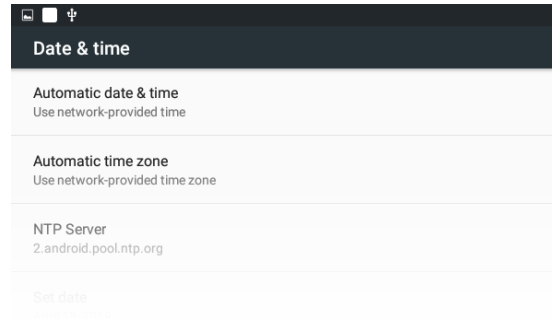 Date & time
Automatic date & time
Use network-provided time
Automatic time zone
Use network-provided time zone
NTP Server
2.android.pool.ntp.org
Set date